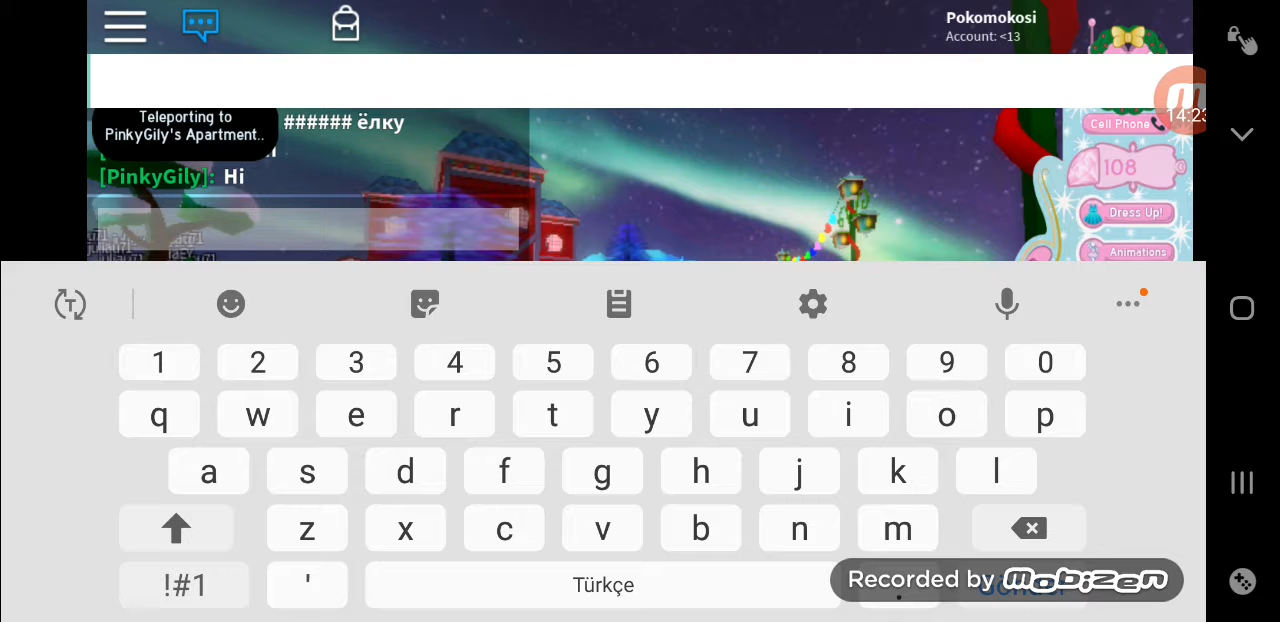 Pokomokosi
Account: <13
14:23
Teleporting to
PinkyGily's Apartment..
###### ёлку
[PinkyGily]: Hi
Cell Phone
108
Dress Up!
Animations
T
1 2 3 4 5 6 7 8 9 0
q w e r t y u i o p
a s d f g h j k l
z x c v b n m
!#1 ' Türkçe .
Recorded by mobizen